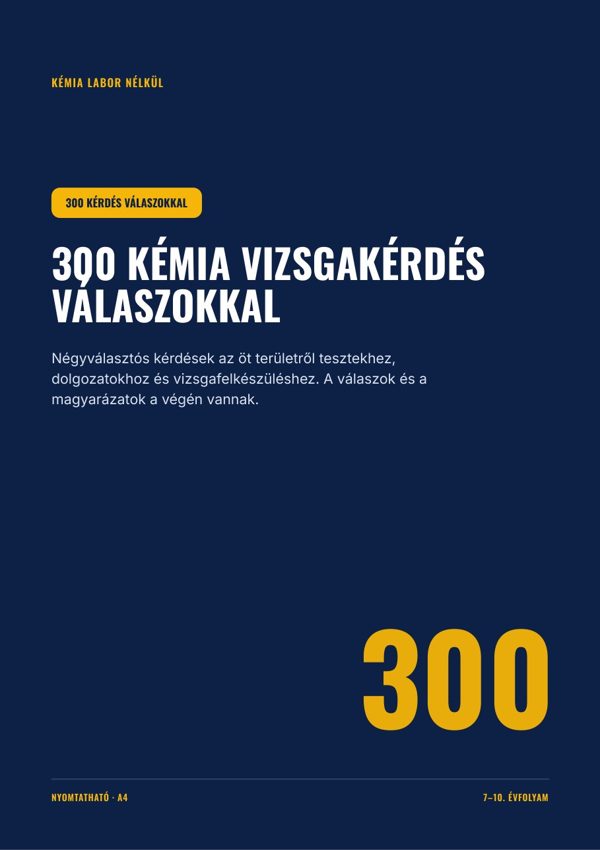 KÉMIA LABOR NÉLKÜL
300 KÉRDÉS VÁLASZOKKAL
300 KÉMIA VIZSGAKÉRDÉS
VÁLASZOKKAL
Négyválasztós kérdések az öt területről tesztekhez,
dolgozatokhoz és vizsgafelkészüléshez. A válaszok és a
magyarázatok a végén vannak.
300
NYOMTATHATÓ · A4
7–10. ÉVFOLYAM